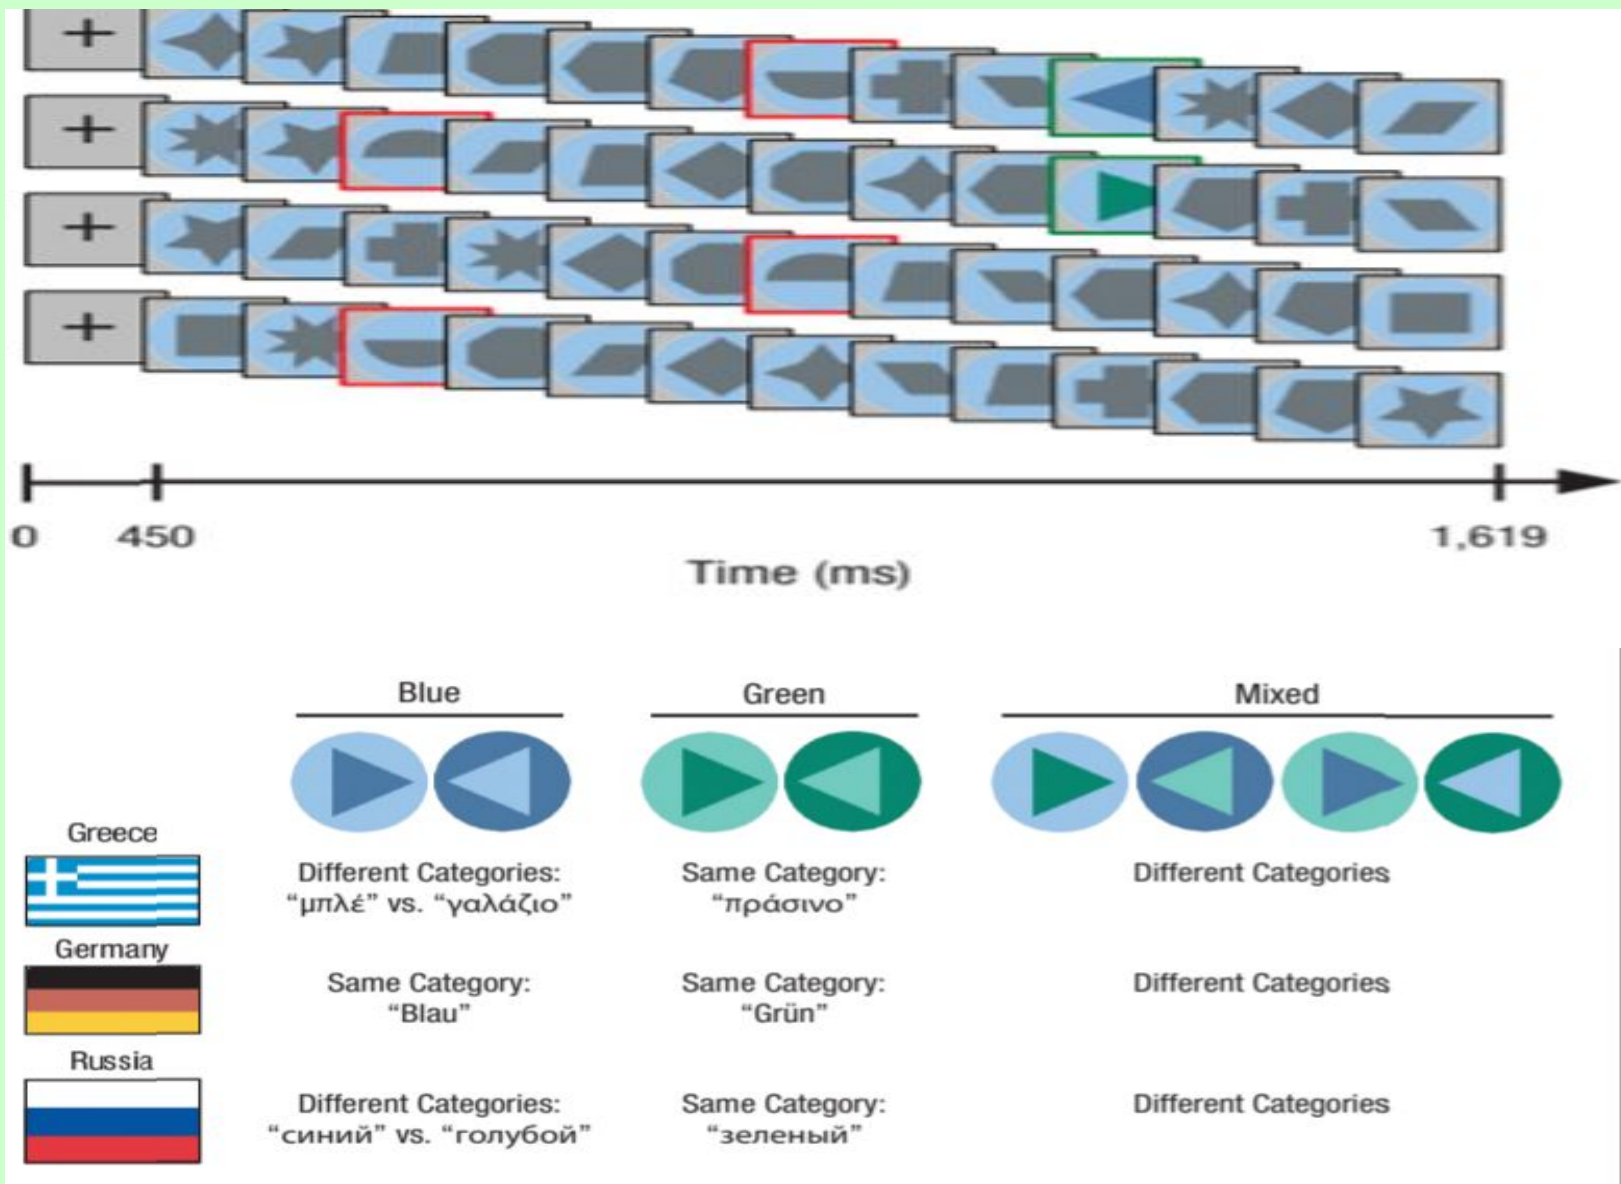 +
+
+
+
0 450 1,619
Time (ms)
Blue Green Mixed
Greece
Different Categories: Same Category: Different Categories
“μπλέ” vs. “γαλάζιο” “πράσινο”
Germany
Same Category: Same Category: Different Categories
“Blau” “Grün”
Russia
Different Categories: Same Category: Different Categories
“синий” vs. “голубой” “зеленый”